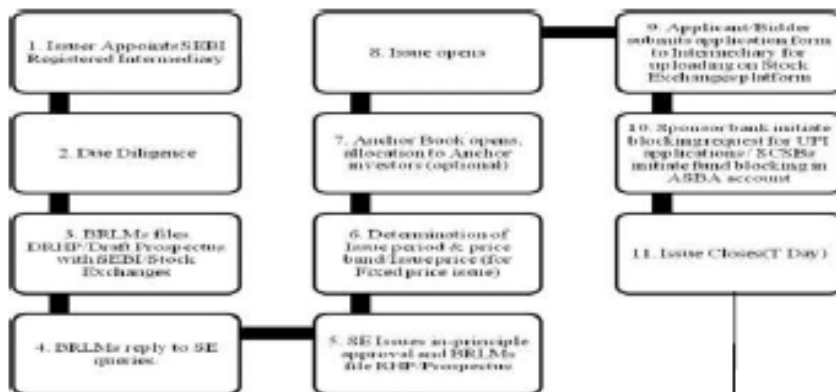 1. Issuer Appoints SEBI
Registered Intermediary
2. Due Diligence
3. BRLMs files
DRHP/Draft Prospectus
with SEBI/Stock
Exchanges
4. BRLMs reply to SE
queries.
5. SE Issues in-principle
approval and BRLMs
file RHP/Prospectus
6. Determination of
Issue period & price
band/Issue price (for
Fixed price issue)
7. Anchor Book opens,
allocation to Anchor
investors (optional)
8. Issue opens
9. Applicant/Bidder
submits application form
to Intermediary for
uploading on Stock
Exchanges platform
10. Sponsor bank initiate
blocking request for UPI
applications/ SCSBs
initiate fund blocking in
ASBA account
11. Issue Closes(T Day)